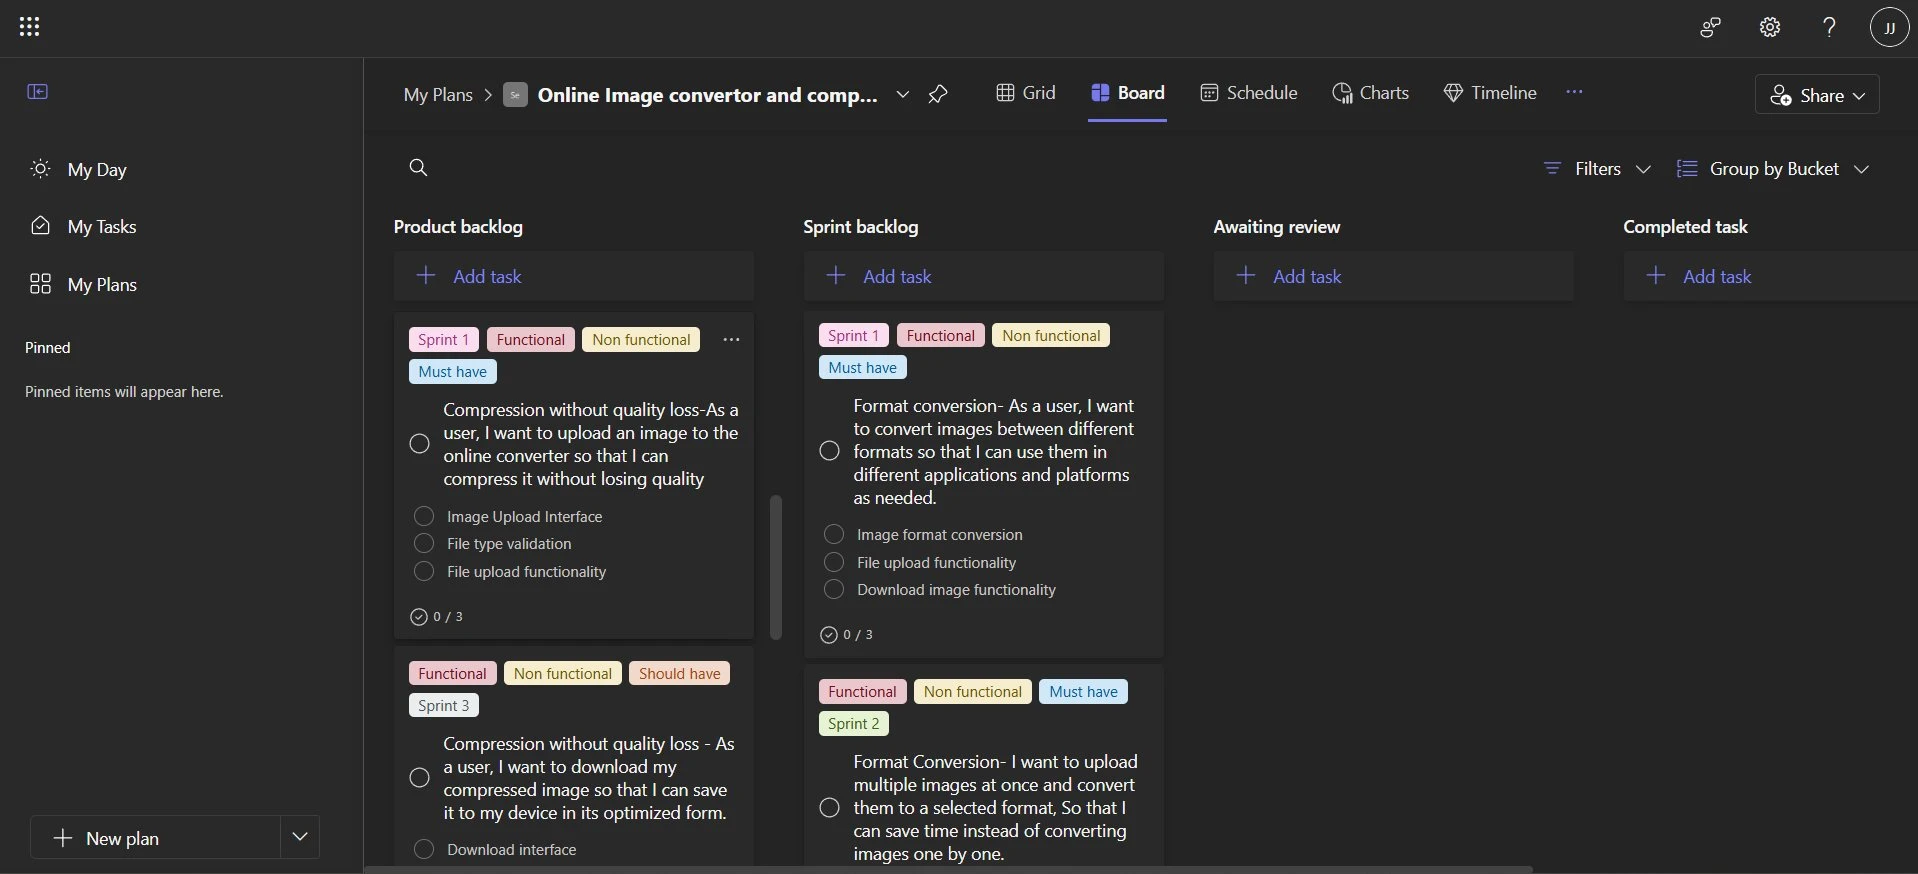 JJ
My Plans > Se Online Image convertor and comp...
Grid
Board
Schedule
Charts
Timeline
...
Share
My Day
My Tasks
My Plans
Pinned
Pinned items will appear here.
New plan
Filters
Group by Bucket
Product backlog
Add task
Sprint 1 Functional Non functional ...
Must have
Compression without quality loss-As a
user, I want to upload an image to the
online converter so that I can
compress it without losing quality
Image Upload Interface
File type validation
File upload functionality
0 / 3
Functional Non functional Should have
Sprint 3
Compression without quality loss - As
a user, I want to download my
compressed image so that I can save
it to my device in its optimized form.
Download interface
Sprint backlog
Add task
Sprint 1 Functional Non functional
Must have
Format conversion- As a user, I want
to convert images between different
formats so that I can use them in
different applications and platforms
as needed.
Image format conversion
File upload functionality
Download image functionality
0 / 3
Functional Non functional Must have
Sprint 2
Format Conversion- I want to upload
multiple images at once and convert
them to a selected format, So that I
can save time instead of converting
images one by one.
Awaiting review
Add task
Completed task
Add task